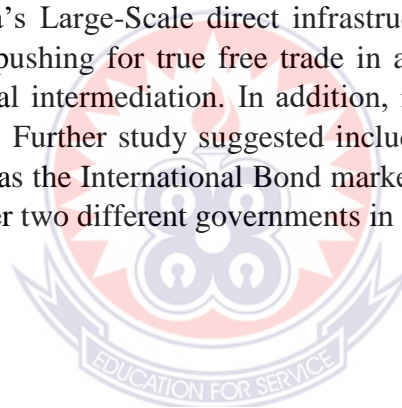 a's Large-Scale direct infrastruc
pushing for true free trade in a
al intermediation. In addition,
Further study suggested includ
as the International Bond marke
er two different governments in
EDUCATION FOR SERVICE